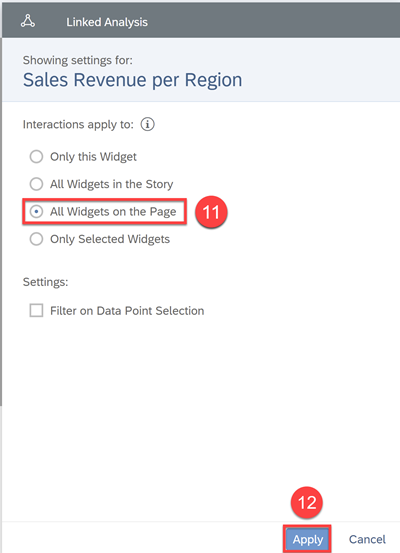 Linked Analysis
Showing settings for:
Sales Revenue per Region
Interactions apply to:
Only this Widget
All Widgets in the Story
All Widgets on the Page
11
Only Selected Widgets
Settings:
Filter on Data Point Selection
12
Apply Cancel